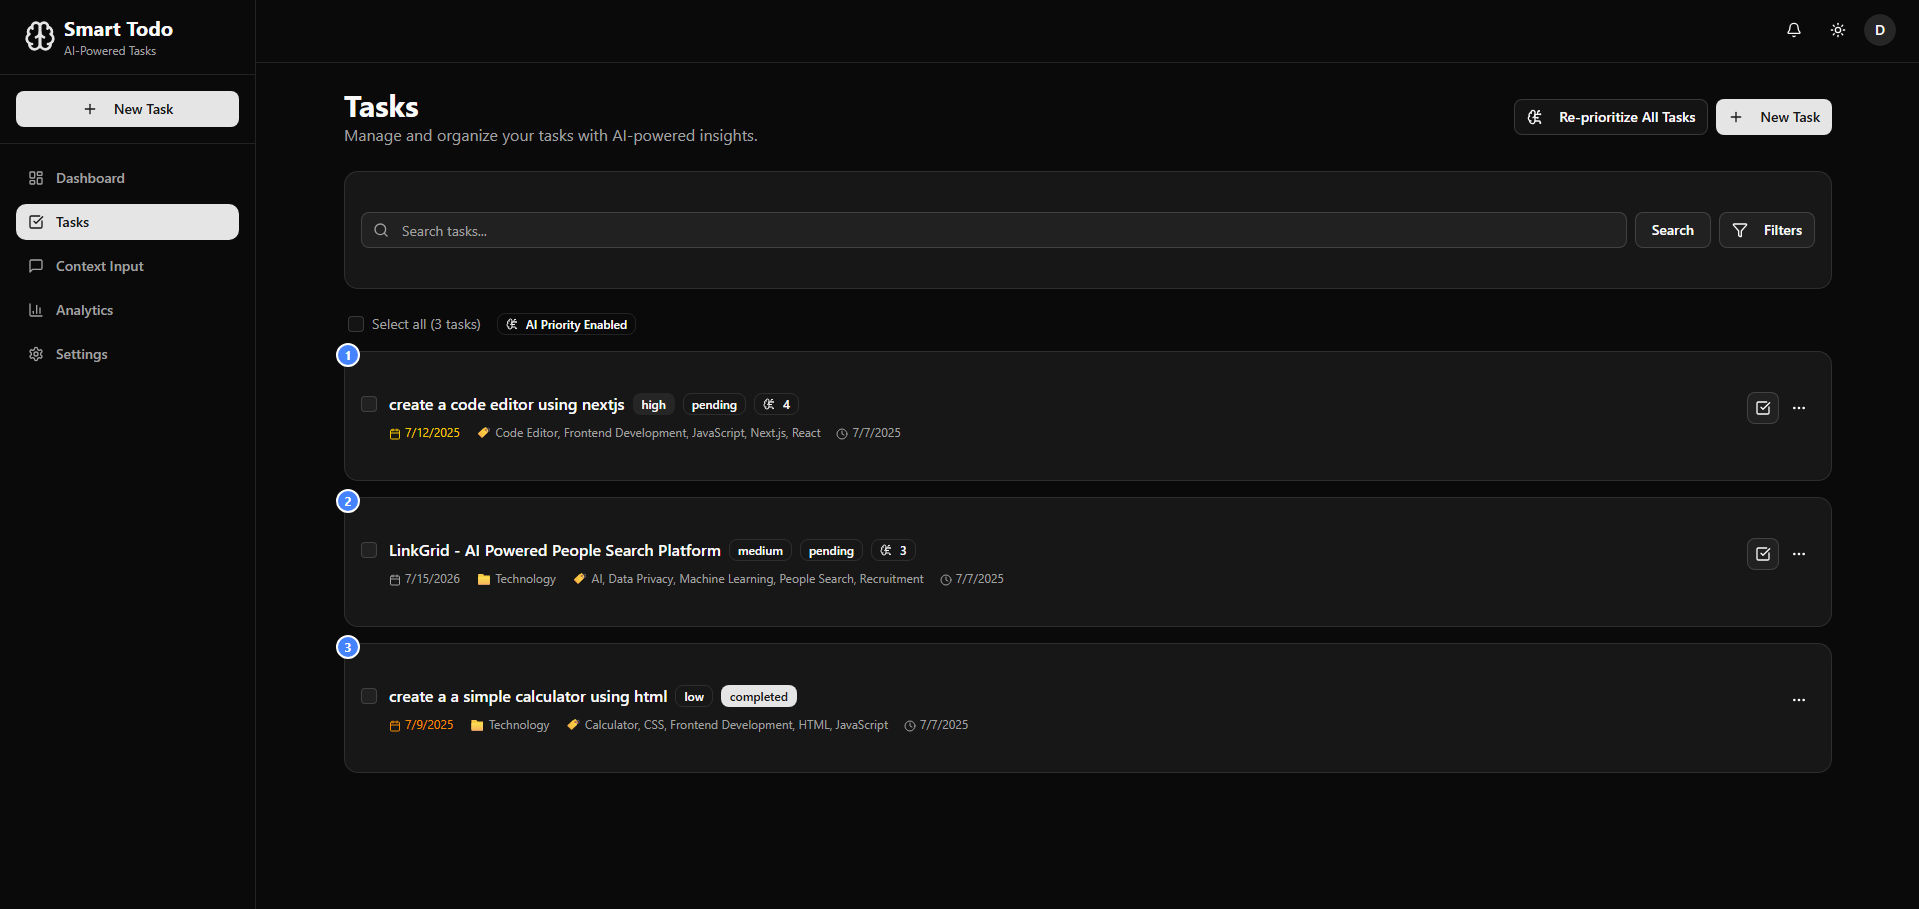 Smart Todo
AI-Powered Tasks
New Task
Dashboard
Tasks
Context Input
Analytics
Settings
D
Tasks
Manage and organize your tasks with AI-powered insights.
Re-prioritize All Tasks
New Task
Search tasks...
Search
Filters
Select all (3 tasks)
AI Priority Enabled
1
create a code editor using nextjs high pending 4
7/12/2025 Code Editor, Frontend Development, JavaScript, Next.js, React 7/7/2025
2
LinkGrid - AI Powered People Search Platform medium pending 3
7/15/2026 Technology AI, Data Privacy, Machine Learning, People Search, Recruitment 7/7/2025
3
create a a simple calculator using html low completed
7/9/2025 Technology Calculator, CSS, Frontend Development, HTML, JavaScript 7/7/2025